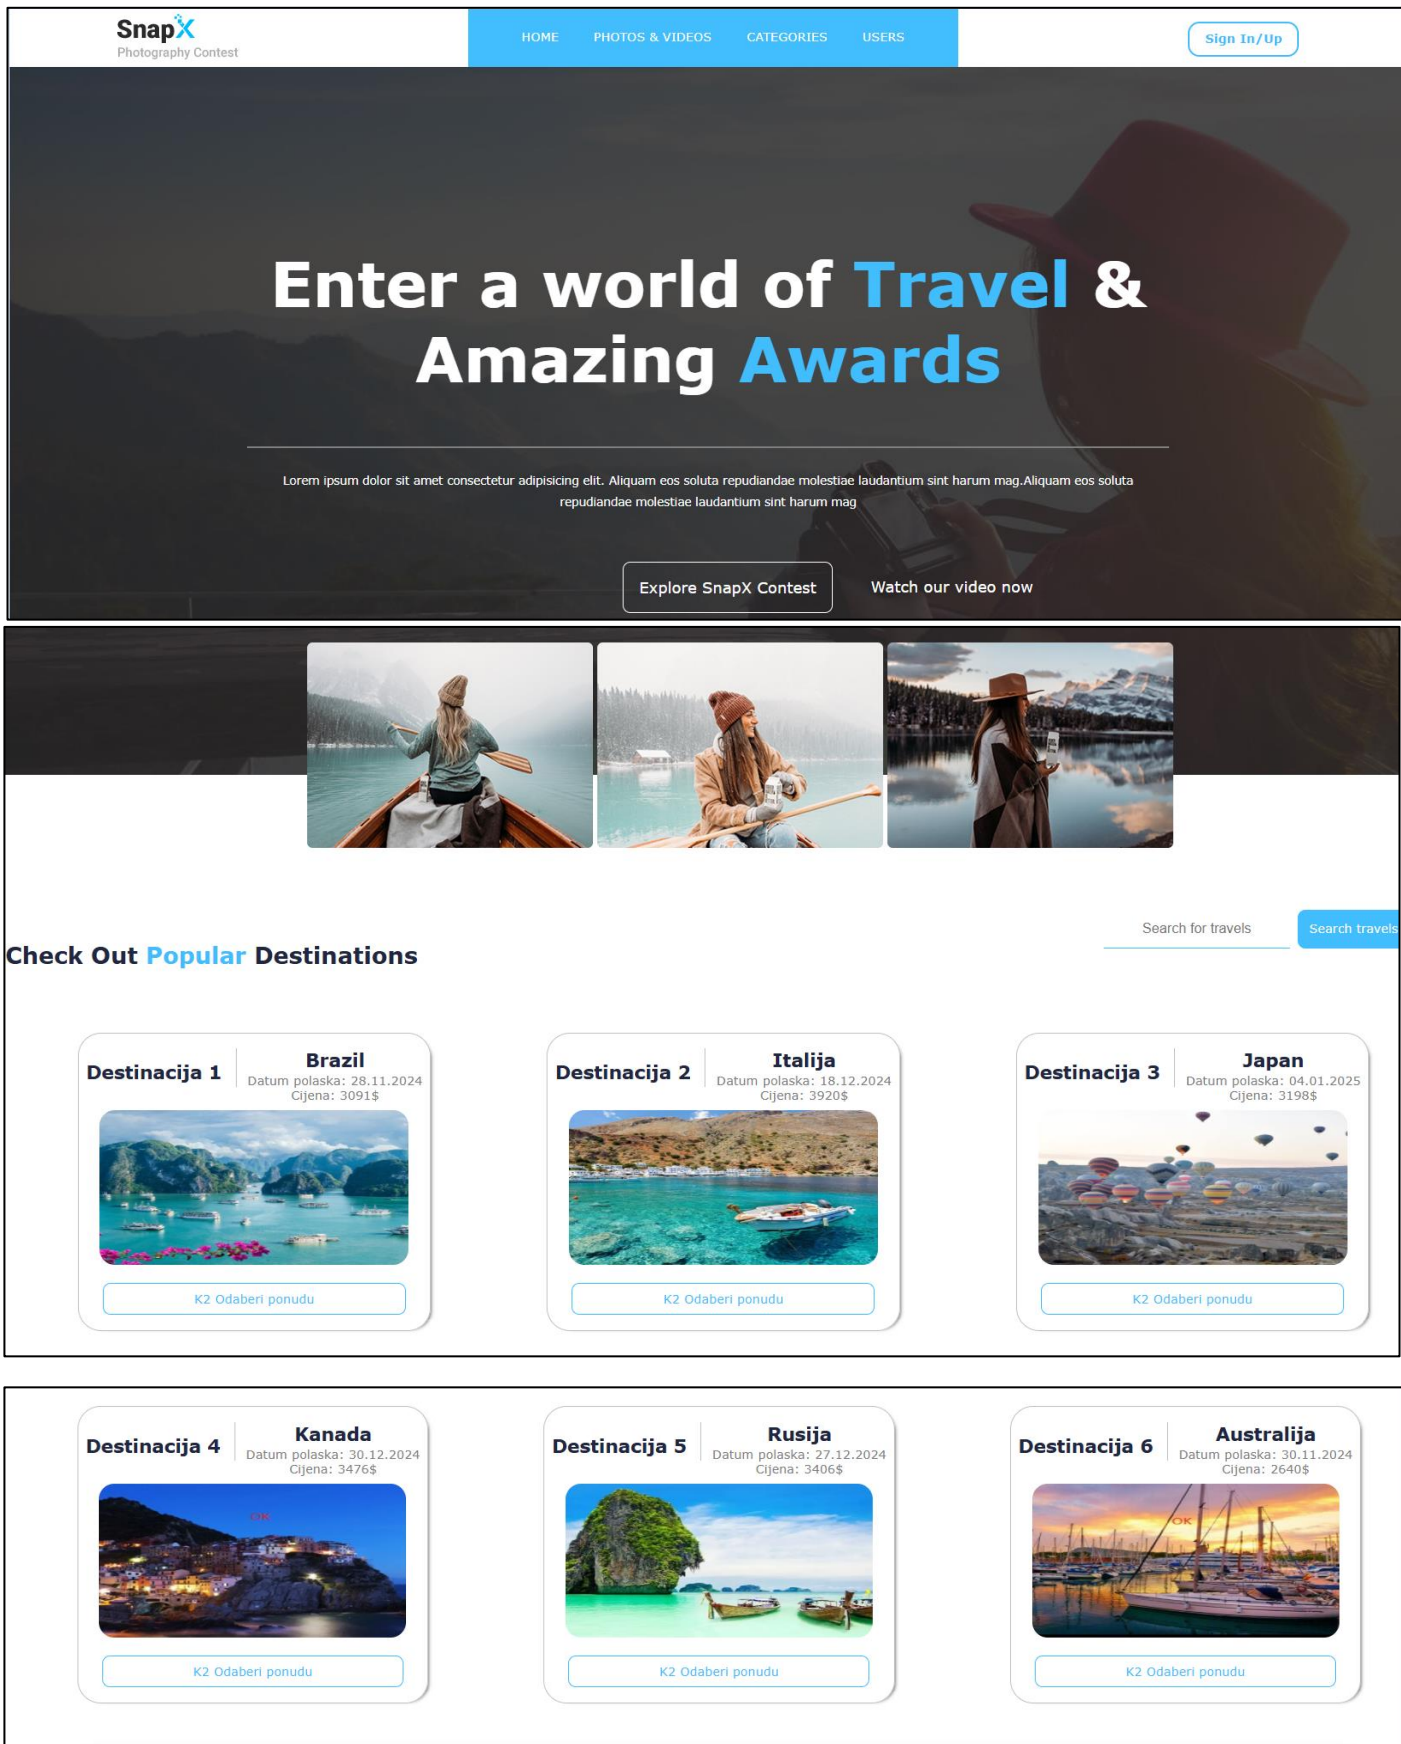 SnapX
Photography Contest
HOME PHOTOS & VIDEOS CATEGORIES USERS
Sign In/Up
Enter a world of Travel &
Amazing Awards
Lorem ipsum dolor sit amet consectetur adipisicing elit. Aliquam eos soluta repudiandae molestiae laudantium sint harum mag.Aliquam eos soluta
repudiandae molestiae laudantium sint harum mag
Explore SnapX Contest
Watch our video now
Search for travels
Search travels
Check Out Popular Destinations
Destinacija 1
Brazil
Datum polaska: 28.11.2024
Cijena: 3091$
K2 Odaberi ponudu
Destinacija 2
Italija
Datum polaska: 18.12.2024
Cijena: 3920$
K2 Odaberi ponudu
Destinacija 3
Japan
Datum polaska: 04.01.2025
Cijena: 3198$
K2 Odaberi ponudu
Destinacija 4
Kanada
Datum polaska: 30.12.2024
Cijena: 3476$
OK
K2 Odaberi ponudu
Destinacija 5
Rusija
Datum polaska: 27.12.2024
Cijena: 3406$
K2 Odaberi ponudu
Destinacija 6
Australija
Datum polaska: 30.11.2024
Cijena: 2640$
OK
K2 Odaberi ponudu